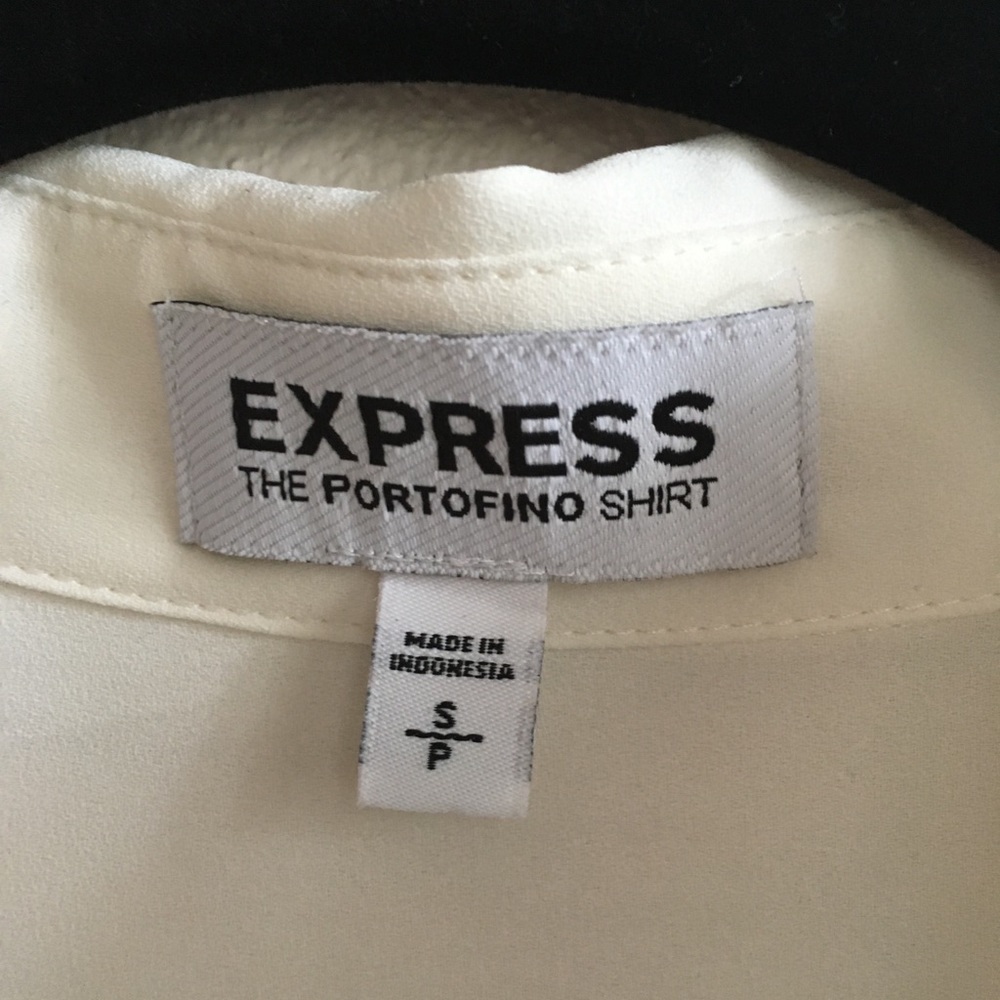 EXPRESS
THE PORTOFINO SHIRT
MADE IN
INDONESIA
S
P